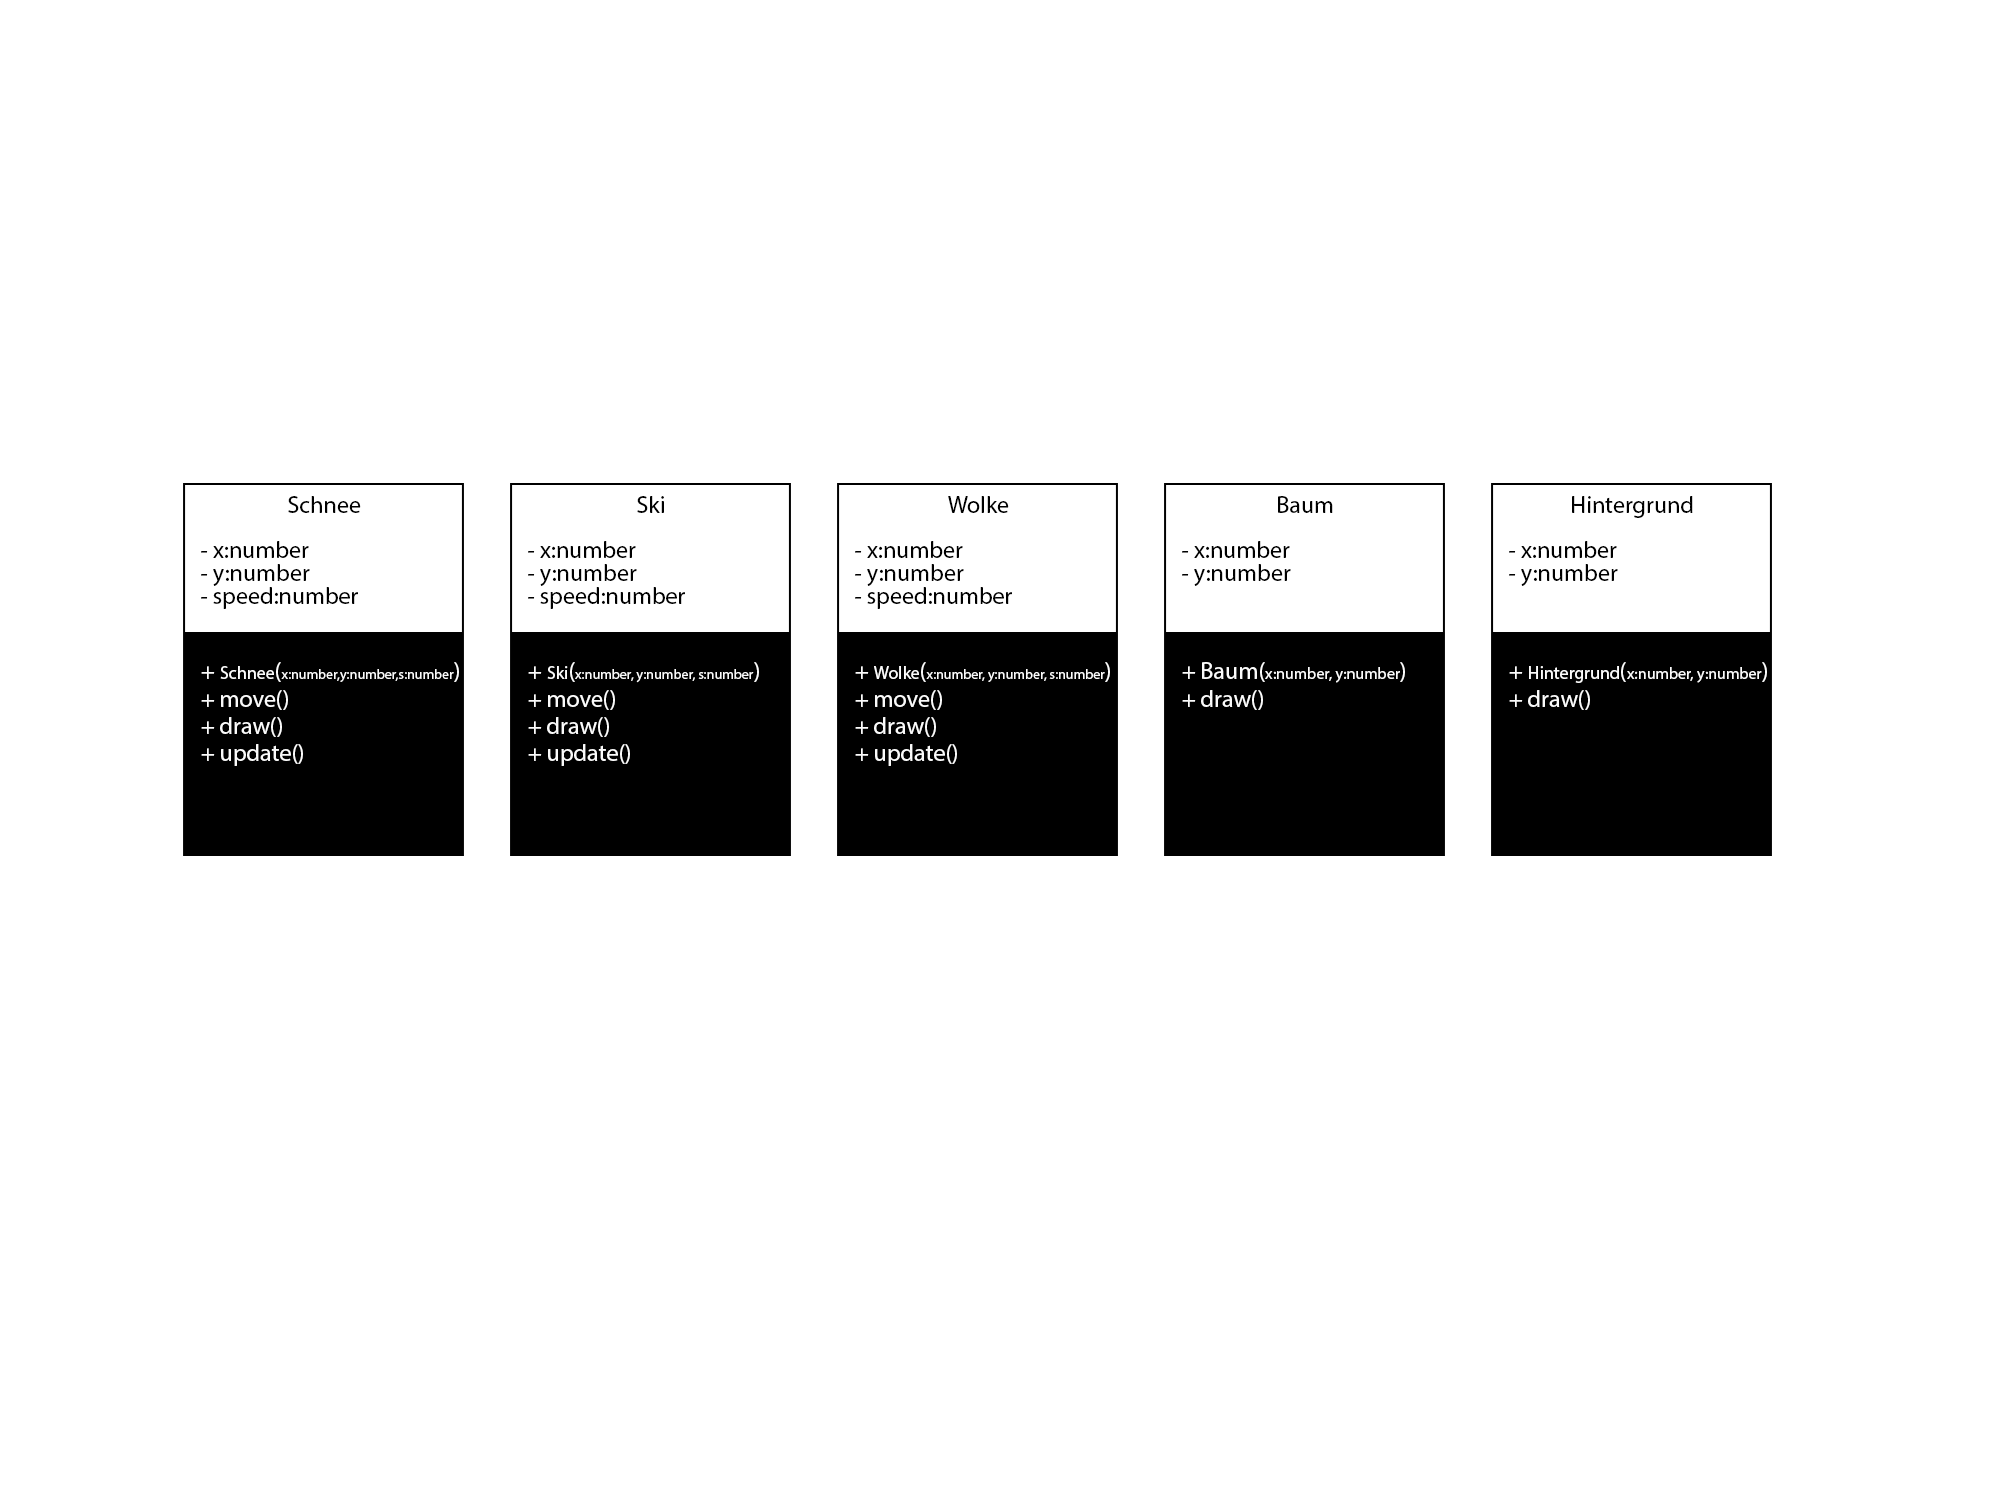 Schnee
- x:number
- y:number
- speed:number
+ Schnee(x:number,y:number,s:number)
+ move()
+ draw()
+ update()
Ski
- x:number
- y:number
- speed:number
+ Ski(x:number, y:number, s:number)
+ move()
+ draw()
+ update()
Wolke
- x:number
- y:number
- speed:number
+ Wolke(x:number, y:number, s:number)
+ move()
+ draw()
+ update()
Baum
- x:number
- y:number
+ Baum(x:number, y:number)
+ draw()
Hintergrund
- x:number
- y:number
+ Hintergrund(x:number, y:number)
+ draw()